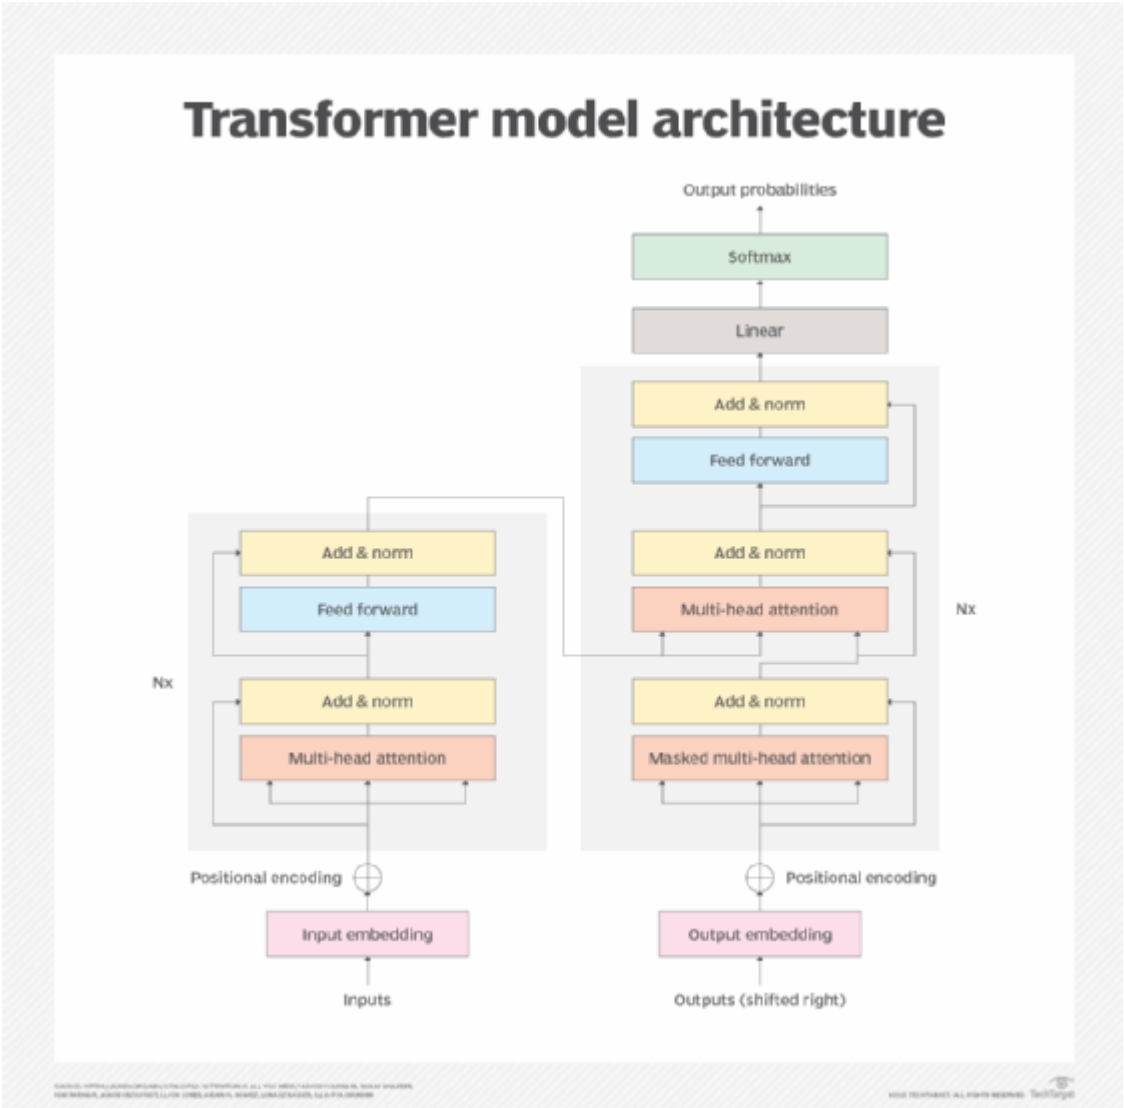 Transformer model architecture
Output probabilities
Softmax
Linear
Add & norm
Feed forward
Add & norm
Multi-head attention
Nx
Add & norm
Masked multi-head attention
Positional encoding
Output embedding
Outputs (shifted right)
Add & norm
Feed forward
Nx
Add & norm
Multi-head attention
Positional encoding
Input embedding
Inputs
TechTarget